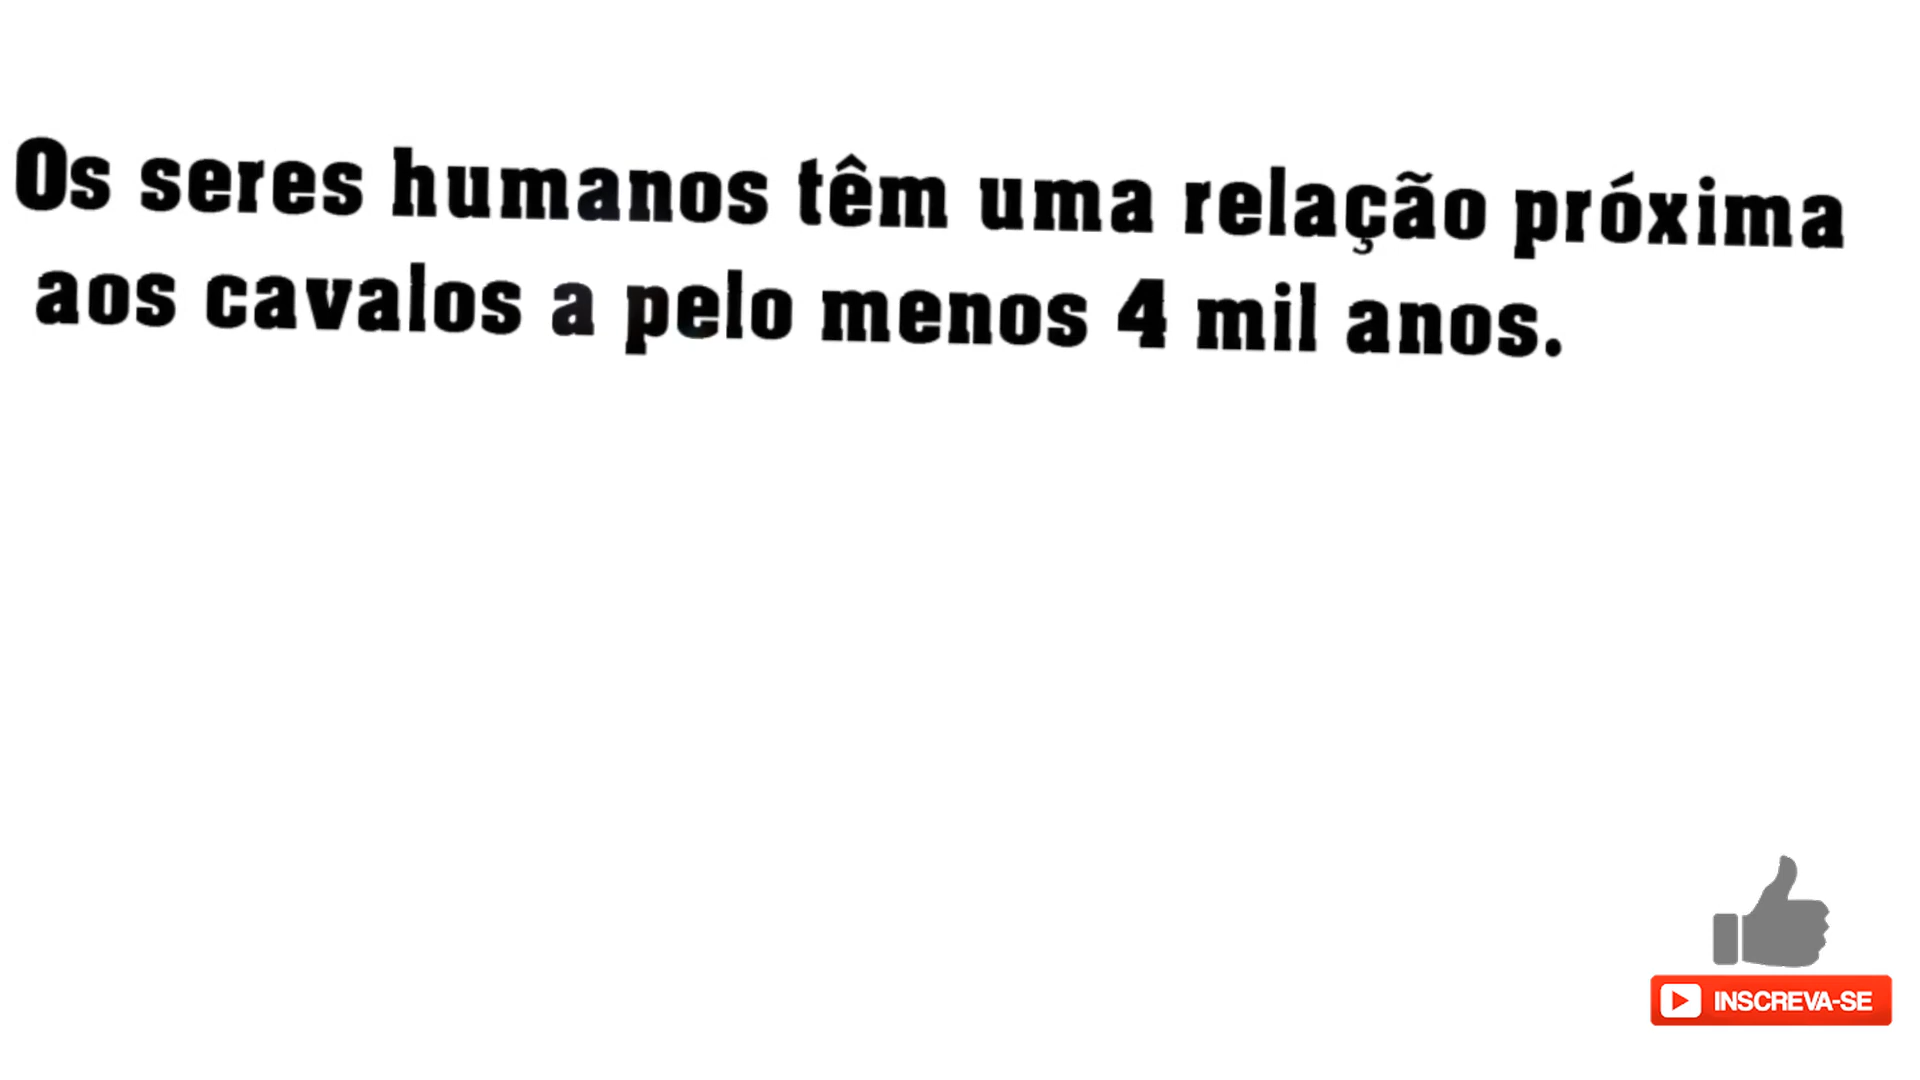 Os seres humanos têm uma relação próxima
aos cavalos a pelo menos 4 mil anos.
INSCREVA-SE